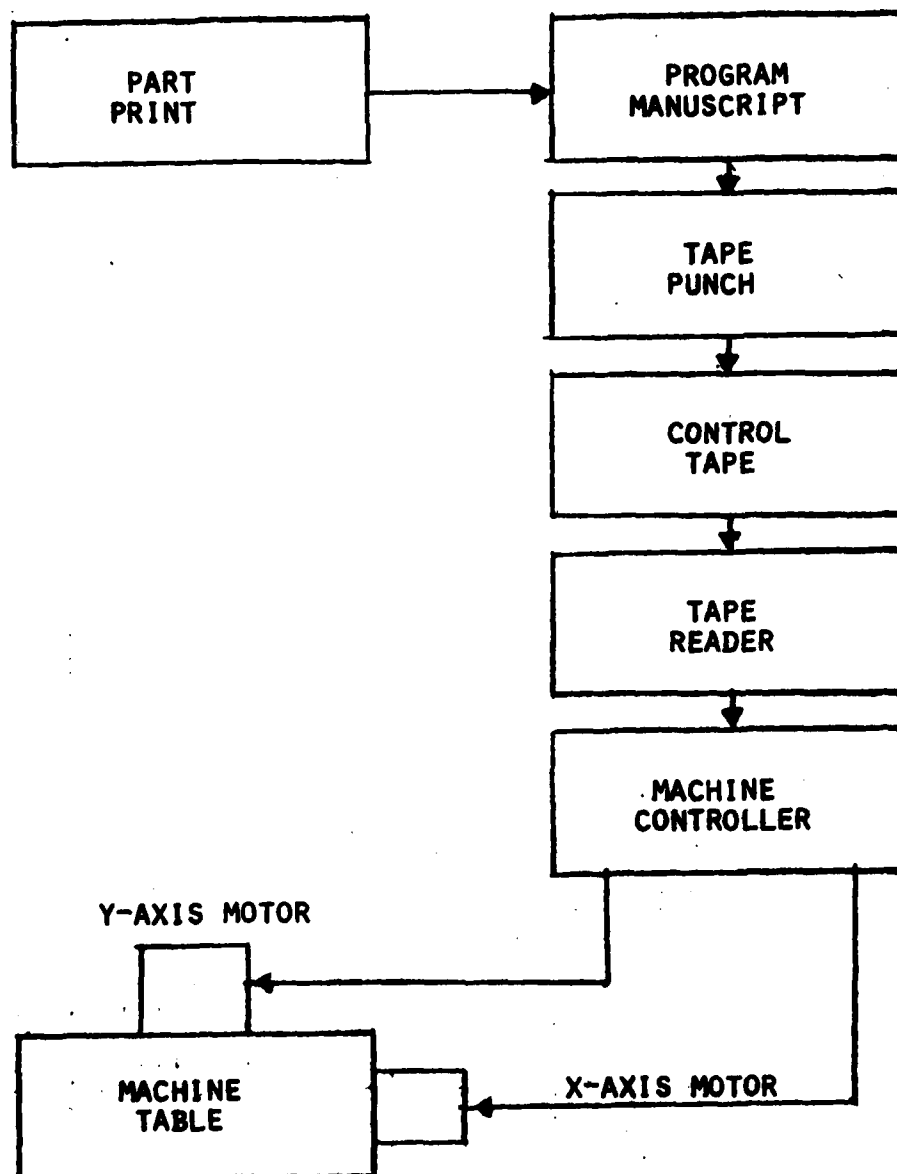 PART
PRINT
PROGRAM
MANUSCRIPT
TAPE
PUNCH
CONTROL
TAPE
TAPE
READER
MACHINE
CONTROLLER
Y-AXIS MOTOR
X-AXIS MOTOR
MACHINE
TABLE